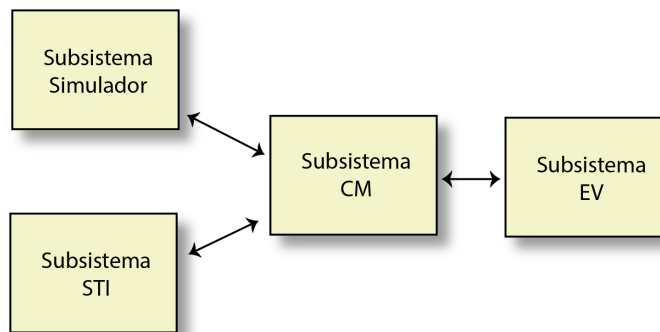 Subsistema
Simulador
Subsistema
CM
Subsistema
EV
Subsistema
STI